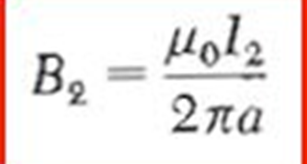 B₂ = μ₀I₂ / 2πa